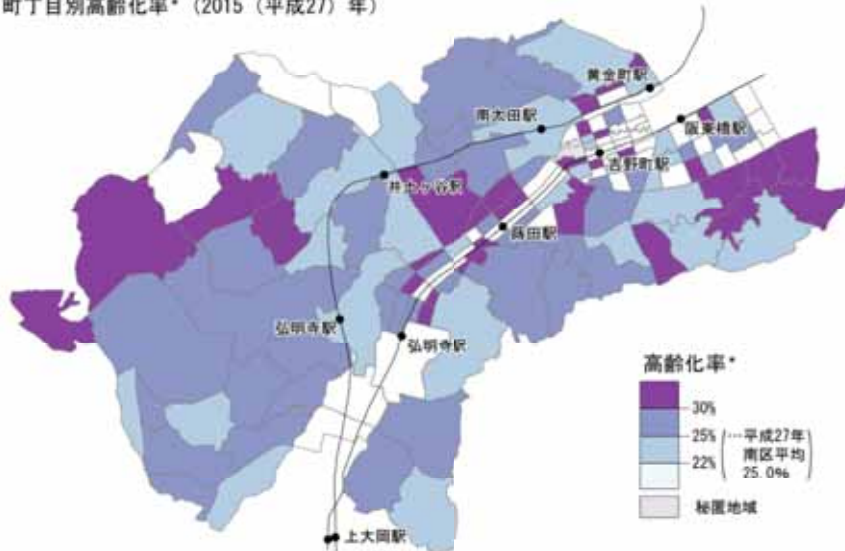 町丁目別高齢化率*（2015（平成27）年）
黄金町駅
南太田駅
阪東橋駅
吉野町駅
井土ヶ谷駅
蒔田駅
弘明寺駅
弘明寺駅
高齢化率*
30%
25%（…平成27年
南区平均
25.0%）
22%
秘匿地域
上大岡駅